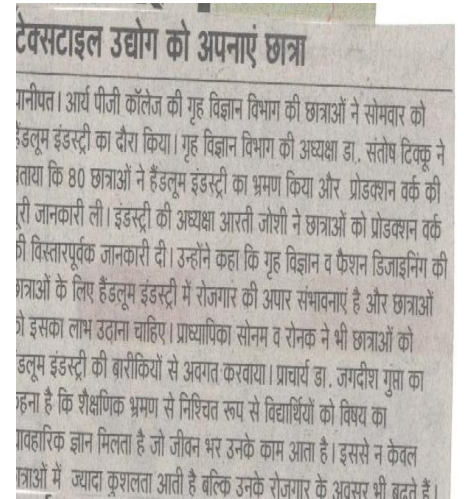 टेक्सटाइल उद्योग को अपनाएं छात्रा
पानीपत। आर्य पीजी कॉलेज की गृह विज्ञान विभाग की छात्राओं ने सोमवार को
हैंडलूम इंडस्ट्री का दौरा किया। गृह विज्ञान विभाग की अध्यक्षा डा. संतोष टिक्कू ने
बताया कि 80 छात्राओं ने हैंडलूम इंडस्ट्री का भ्रमण किया और प्रोडक्शन वर्क की
पूरी जानकारी ली। इंडस्ट्री की अध्यक्षा आरती जोशी ने छात्राओं को प्रोडक्शन वर्क
की विस्तारपूर्वक जानकारी दी। उन्होंने कहा कि गृह विज्ञान व फैशन डिजाइनिंग की
छात्राओं के लिए हैंडलूम इंडस्ट्री में रोजगार की अपार संभावनाएं है और छात्राओं
को इसका लाभ उठाना चाहिए। प्राध्यापिका सोनम व रोनक ने भी छात्राओं को
हैंडलूम इंडस्ट्री की बारीकियों से अवगत करवाया। प्राचार्य डा. जगदीश गुप्ता का
कहना है कि शैक्षणिक भ्रमण से निश्चित रूप से विद्यार्थियों को विषय का
व्यावहारिक ज्ञान मिलता है जो जीवन भर उनके काम आता है। इससे न केवल
छात्राओं में ज्यादा कुशलता आती है बल्कि उनके रोजगार के अवसर भी बढ़ते हैं।